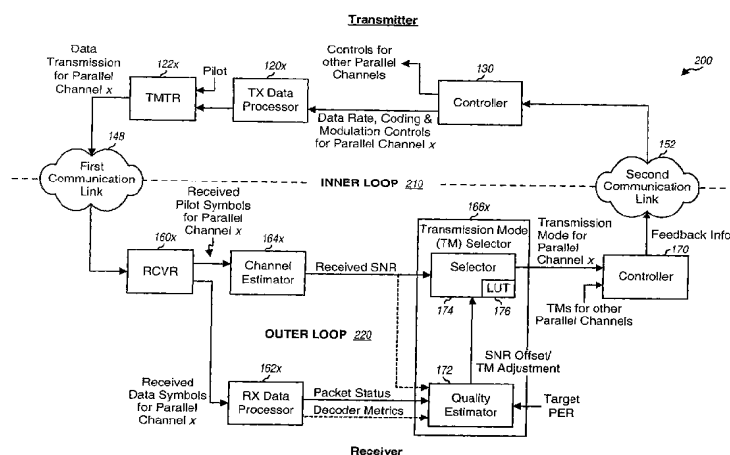 Transmitter
Data
Transmission
for Parallel
Channel x
122x
TMTR
Pilot
120x
TX Data
Processor
Controls for
other Parallel
Channels
130
Controller
200
Data Rate, Coding &
Modulation Controls
for Parallel Channel x
148
First
Communication
Link
INNER LOOP 210
152
Second
Communication
Link
Received
Pilot Symbols
for Parallel
Channel x
160x
RCVR
164x
Channel
Estimator
Received SNR
166x
Transmission Mode
(TM) Selector
Selector
LUT
174
176
Transmission
Mode for
Parallel
Channel x
Feedback Info
170
Controller
TMs for other
Parallel Channels
OUTER LOOP 220
SNR Offset/
TM Adjustment
Received
Data Symbols
for Parallel
Channel x
162x
RX Data
Processor
Packet Status
Decoder Metrics
172
Quality
Estimator
Target
PER
Receiver